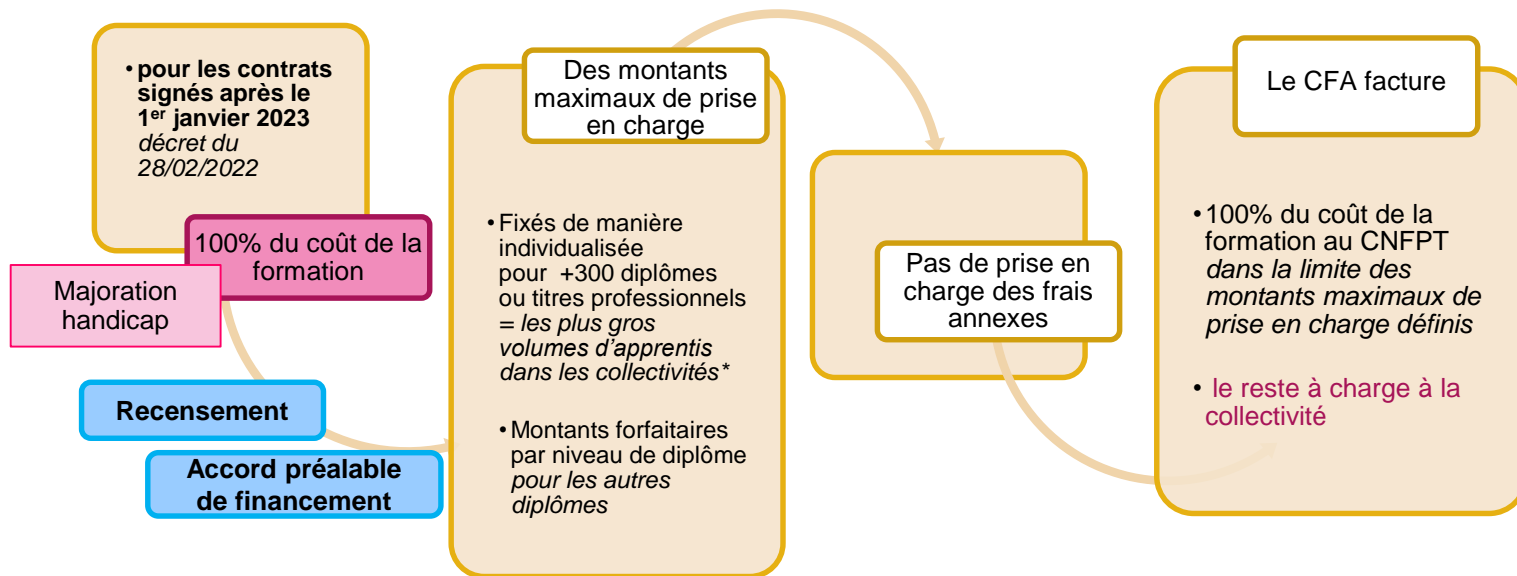 • pour les contrats
signés après le
1er janvier 2023
décret du
28/02/2022
100% du coût de la
formation
Majoration
handicap
Recensement
Accord préalable
de financement
Des montants
maximaux de prise
en charge
• Fixés de manière
individualisée
pour +300 diplômes
ou titres professionnels
= les plus gros
volumes d’apprentis
dans les collectivités*
• Montants forfaitaires
par niveau de diplôme
pour les autres
diplômes
Pas de prise en
charge des frais
annexes
Le CFA facture
• 100% du coût de la
formation au CNFPT
dans la limite des
montants maximaux de
prise en charge définis
• le reste à charge à la
collectivité